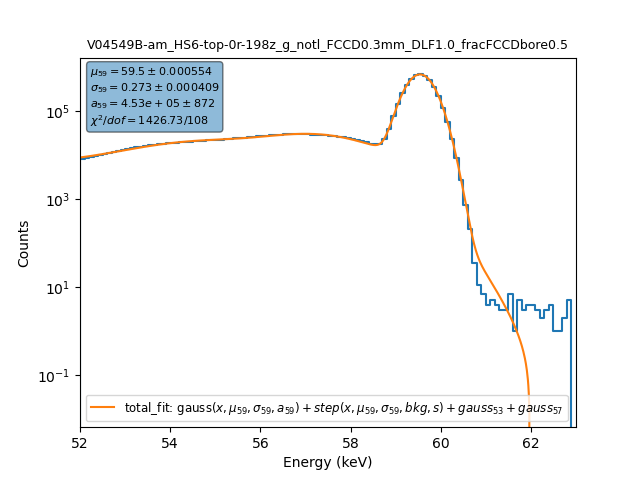 V04549B-am_HS6-top-0r-198z_g_notl_FCCD0.3mm_DLF1.0_fracFCCDbore0.5
μ₅₉ = 59.5 ± 0.000554
σ₅₉ = 0.273 ± 0.000409
a₅₉ = 4.53e + 05 ± 872
χ²/dof = 1426.73/108
10⁵
10³
10¹
10⁻¹
Counts
total_fit: gauss(x, μ₅₉, σ₅₉, a₅₉) + step(x, μ₅₉, σ₅₉, bkg, s) + gauss₅₃ + gauss₅₇
52 54 56 58 60 62
Energy (keV)